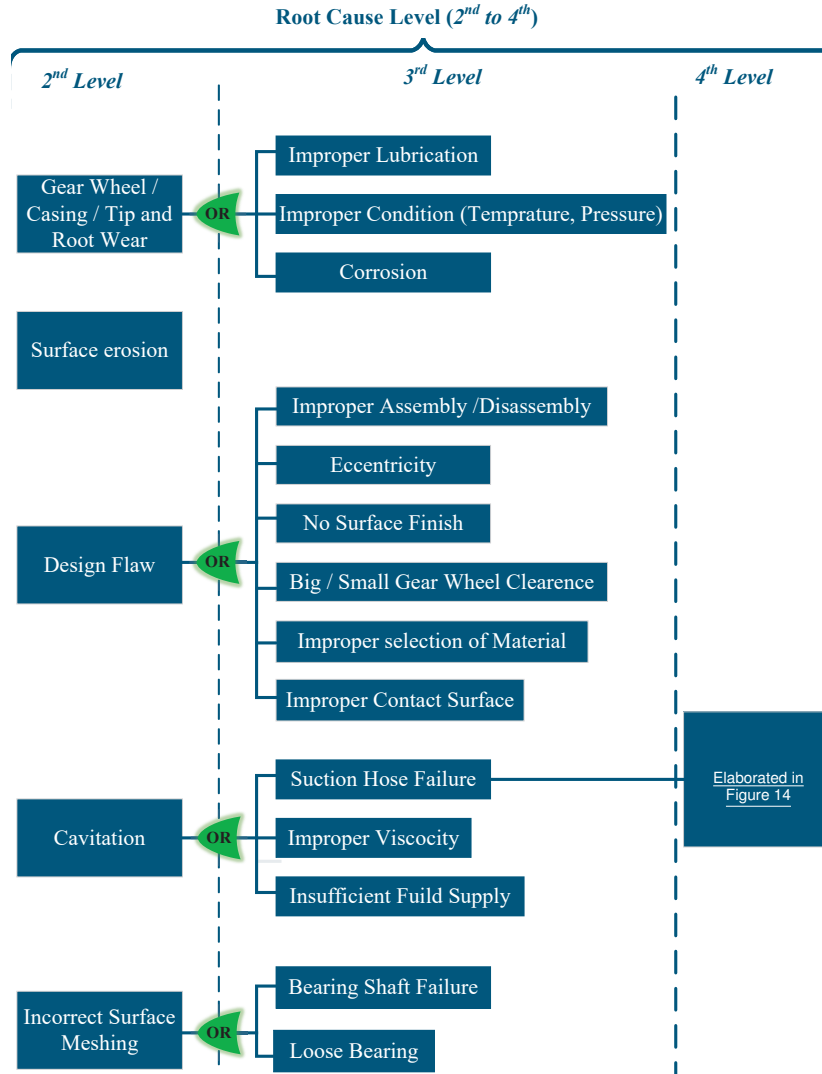 Root Cause Level (2nd to 4th)
2nd Level
3rd Level
4th Level
Gear Wheel /
Casing / Tip and
Root Wear
OR
Improper Lubrication
Improper Condition (Temprature, Pressure)
Corrosion
Surface erosion
Design Flaw
OR
Improper Assembly /Disassembly
Eccentricity
No Surface Finish
Big / Small Gear Wheel Clearence
Improper selection of Material
Improper Contact Surface
Cavitation
OR
Suction Hose Failure
Improper Viscocity
Insufficient Fuild Supply
Elaborated in
Figure 14
Incorrect Surface
Meshing
OR
Bearing Shaft Failure
Loose Bearing